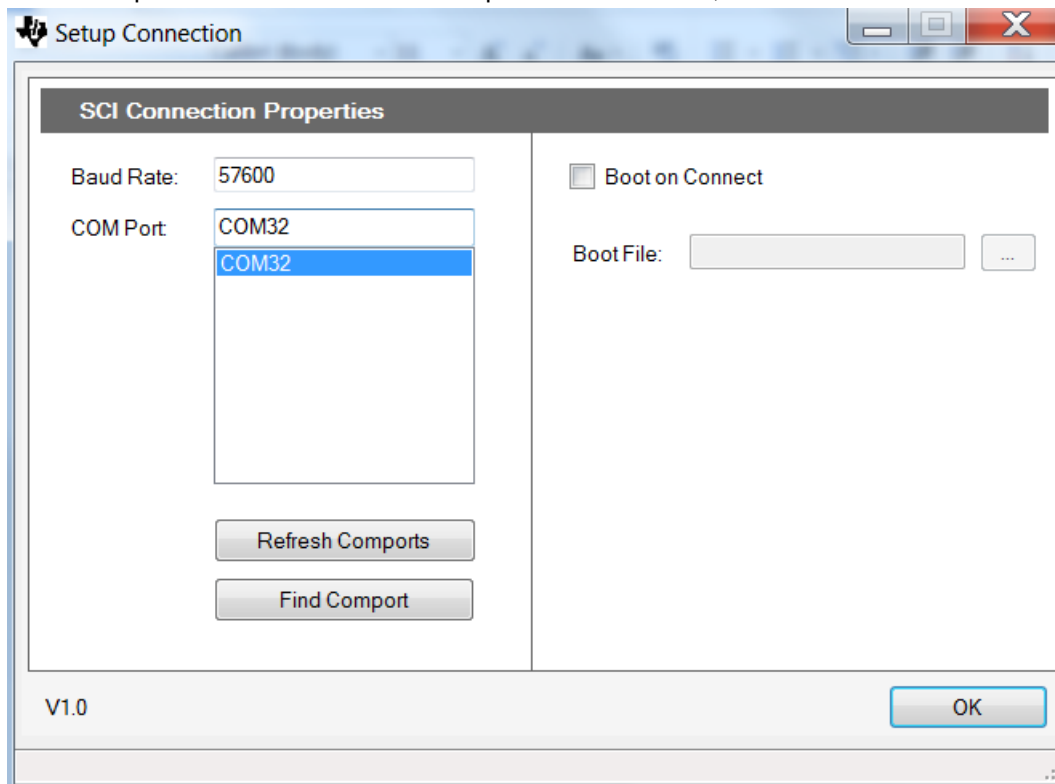 Setup Connection
SCI Connection Properties
Baud Rate: 57600
COM Port: COM32
COM32
Refresh Comports
Find Comport
Boot on Connect
Boot File: ...
V1.0
OK